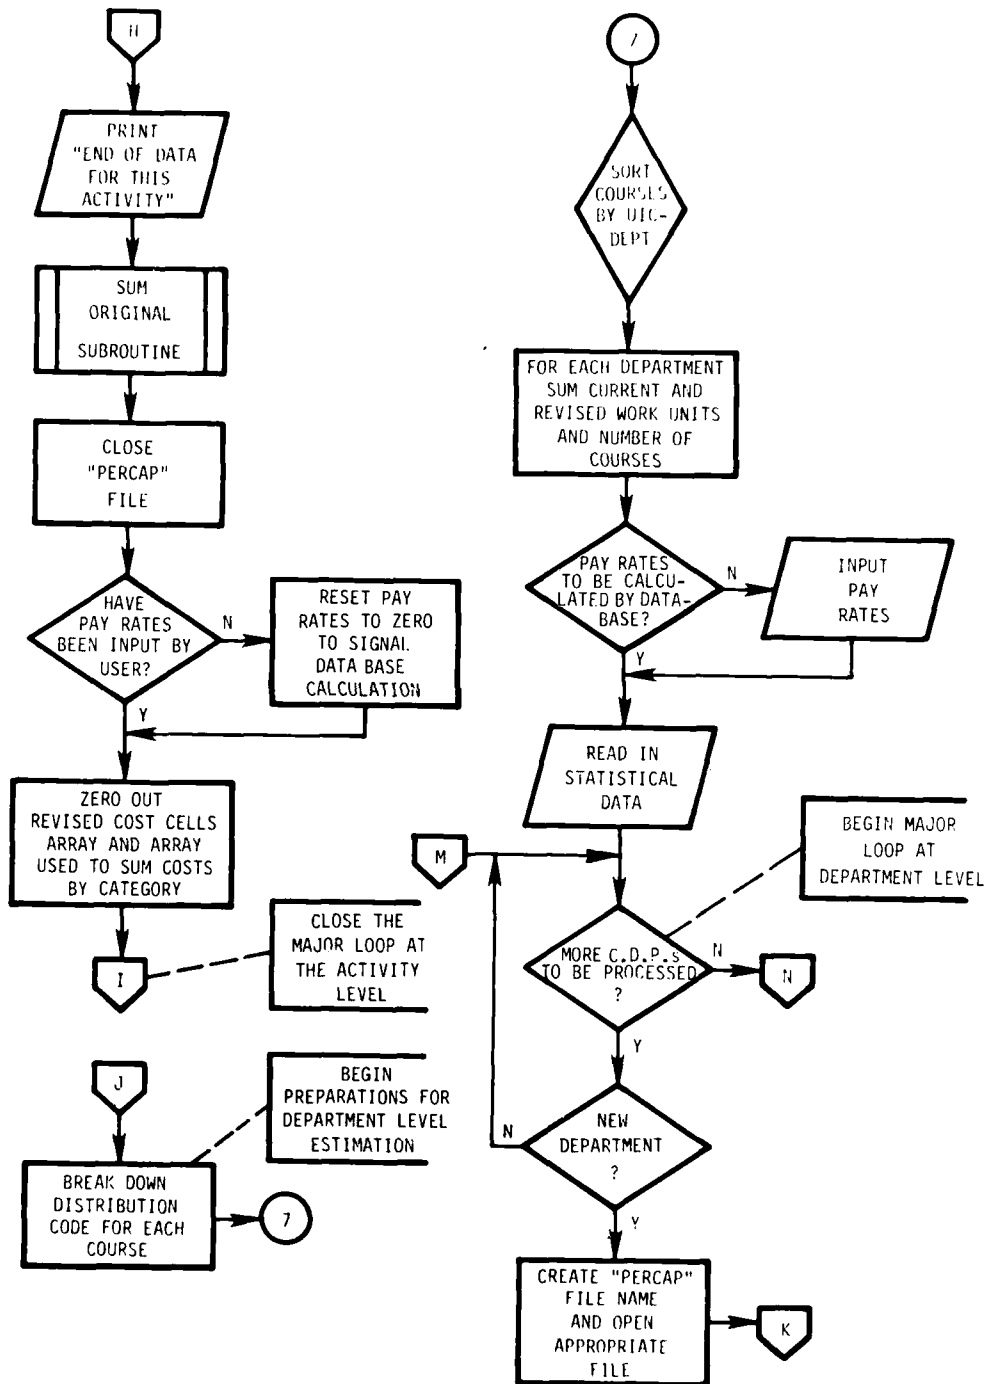 H
PRINT
"END OF DATA
FOR THIS
ACTIVITY"
SUM
ORIGINAL
SUBROUTINE
CLOSE
"PERCAP"
FILE
HAVE
PAY RATES
BEEN INPUT BY
USER?
N
RESET PAY
RATES TO ZERO
TO SIGNAL
DATA BASE
CALCULATION
Y
ZERO OUT
REVISED COST CELLS
ARRAY AND ARRAY
USED TO SUM COSTS
BY CATEGORY
I
CLOSE THE
MAJOR LOOP AT
THE ACTIVITY
LEVEL
J
BEGIN
PREPARATIONS FOR
DEPARTMENT LEVEL
ESTIMATION
BREAK DOWN
DISTRIBUTION
CODE FOR EACH
COURSE
7
7
SORT
COURSES
BY UIC-
DEPT
FOR EACH DEPARTMENT
SUM CURRENT AND
REVISED WORK UNITS
AND NUMBER OF
COURSES
PAY RATES
TO BE CALCU-
LATED BY DATA-
BASE?
N
INPUT
PAY
RATES
Y
READ IN
STATISTICAL
DATA
M
BEGIN MAJOR
LOOP AT
DEPARTMENT LEVEL
MORE C.D.P.s
TO BE PROCESSED
?
N
N
Y
NEW
DEPARTMENT
?
N
Y
CREATE "PERCAP"
FILE NAME
AND OPEN
APPROPRIATE
FILE
K